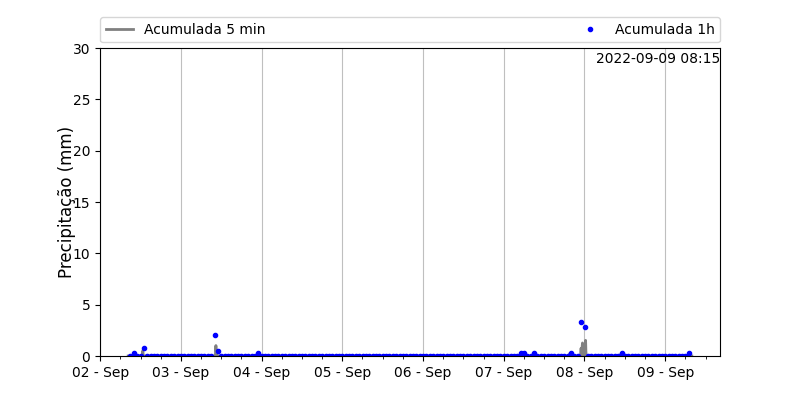 Acumulada 5 min
Acumulada 1h
2022-09-09 08:15
Precipitação (mm)
30
25
20
15
10
5
0
02 - Sep
03 - Sep
04 - Sep
05 - Sep
06 - Sep
07 - Sep
08 - Sep
09 - Sep